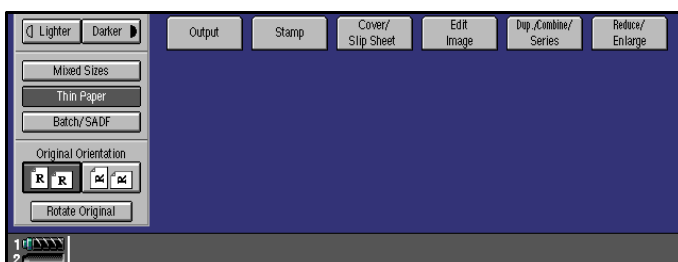 Lighter Darker Output Stamp Cover/ Edit Dup./Combine/ Reduce/
Slip Sheet Image Series Enlarge
Mixed Sizes
Thin Paper
Batch/SADF
Original Orientation
R R R R
Rotate Original
1
2